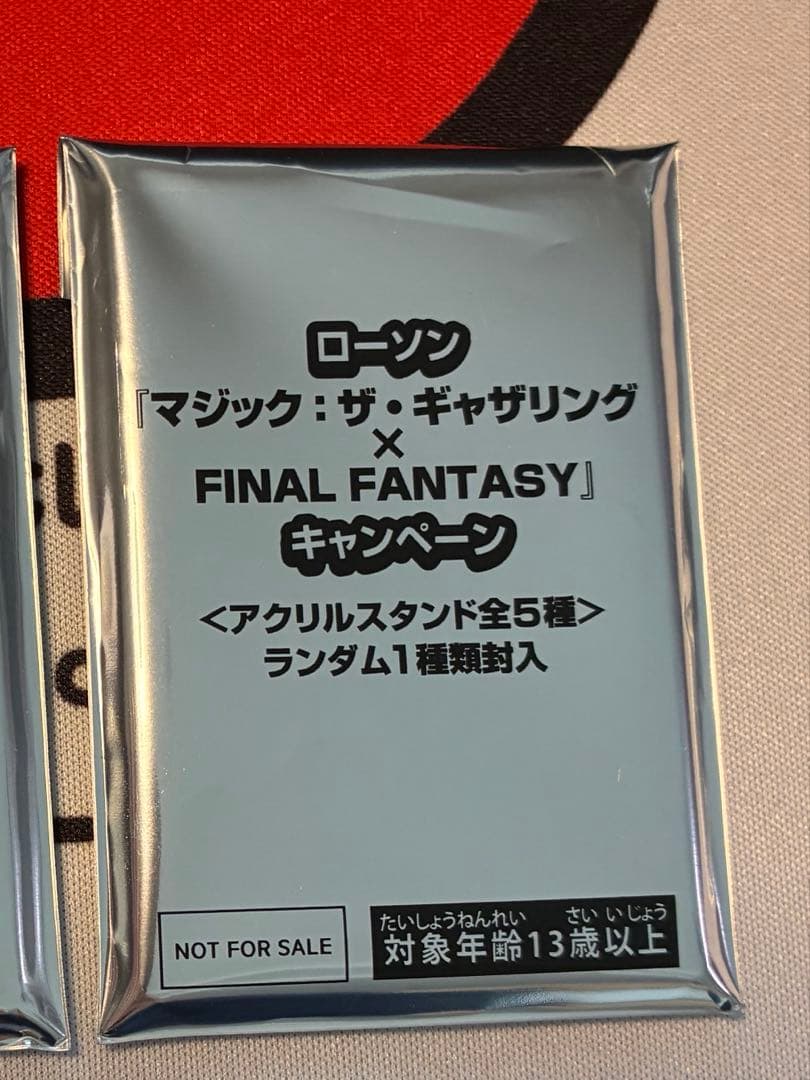 ローソン
『マジック：ザ・ギャザリング
×
FINAL FANTASY』
キャンペーン
<アクリルスタンド全5種>
ランダム1種類封入
NOT FOR SALE
たいしょうねんれい さい いじょう
対象年齢13歳以上